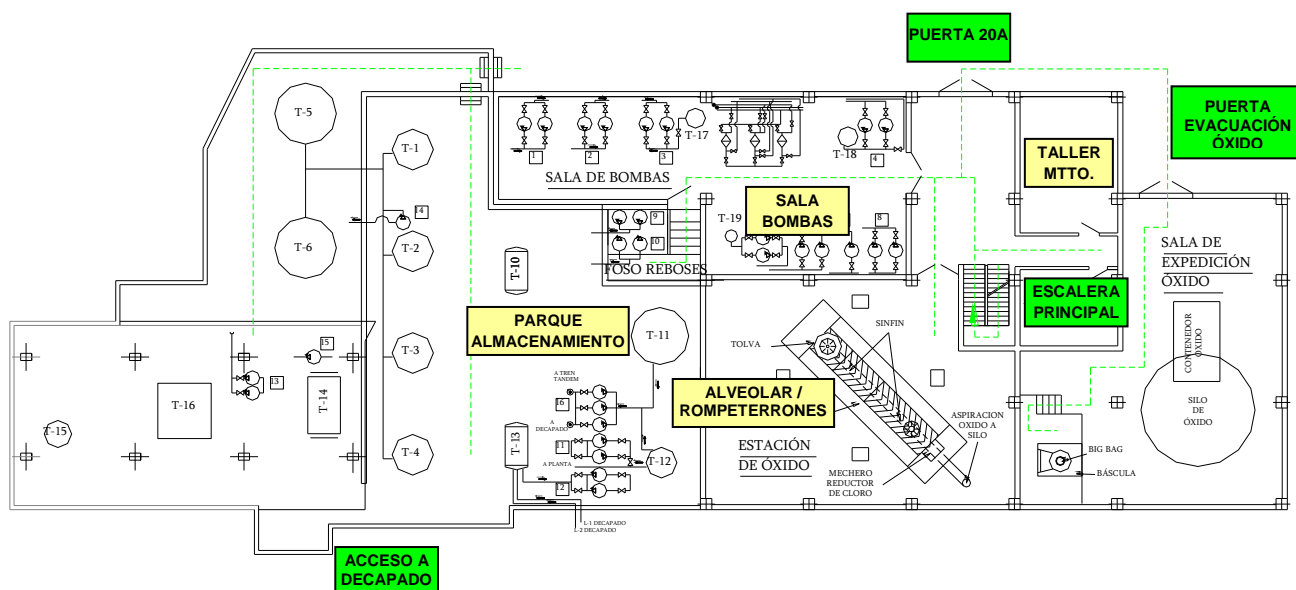 PUERTA 20A
PUERTA
EVACUACIÓN
ÓXIDO
T-5
T-1
T-17
T-18
1
2
3
4
TALLER
MTTO.
SALA DE BOMBAS
14
T-6
T-2
9
10
T-19
SALA
BOMBAS
8
FOSO REBOSES
T-10
SALA DE
EXPEDICIÓN
ÓXIDO
ESCALERA
PRINCIPAL
PARQUE
ALMACENAMIENTO
T-11
SINFIN
TOLVA
CONTENEDOR
ÓXIDO
15
T-3
13
T-16
T-14
A TREN
TANDEM
16
A
DECAPADO
ALVEOLAR /
ROMPETERRONES
ASPIRACION
OXIDO A
SILO
SILO
DE
ÓXIDO
T-15
T-4
T-13
11
A PLANTA
12
T-12
ESTACIÓN
DE ÓXIDO
MECHERO
REDUCTOR
DE CLORO
BIG BAG
BÁSCULA
L-1 DECAPADO
L-2 DECAPADO
ACCESO A
DECAPADO